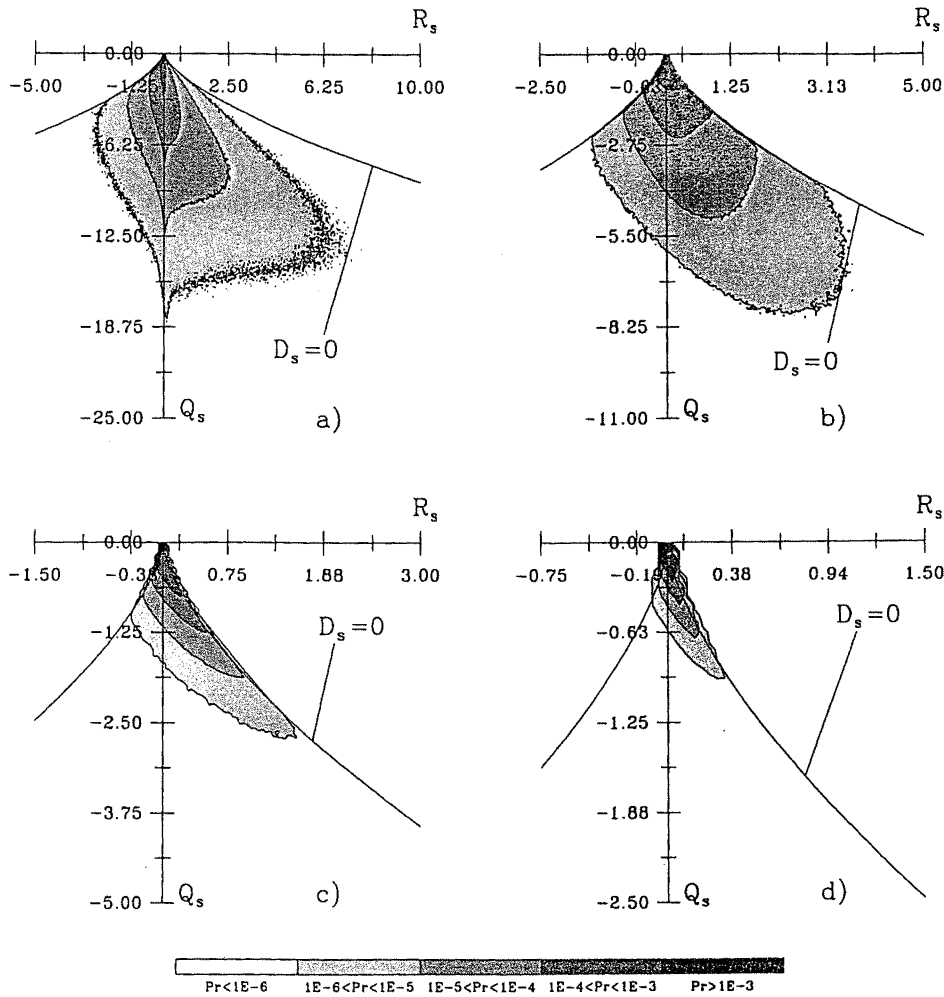 R_s R_s
0.00 0.00
-5.00 -1.25 2.50 6.25 10.00 -2.50 1.25 3.13 5.00
6.25 -2.75
-12.50 -5.50
-18.75 -8.25
D_s=0 D_s=0
-25.00 Q_s a) -11.00 Q_s b)
R_s R_s
0.00 0.00
-1.50 -0.38 0.75 1.88 3.00 -0.75 -0.19 0.38 0.94 1.50
D_s=0 D_s=0
-1.25 -0.63
-2.50 -1.25
-3.75 -1.88
-5.00 Q_s c) -2.50 Q_s d)
Pr<1E-6 1E-6<Pr<1E-5 1E-5<Pr<1E-4 1E-4<Pr<1E-3 Pr>1E-3